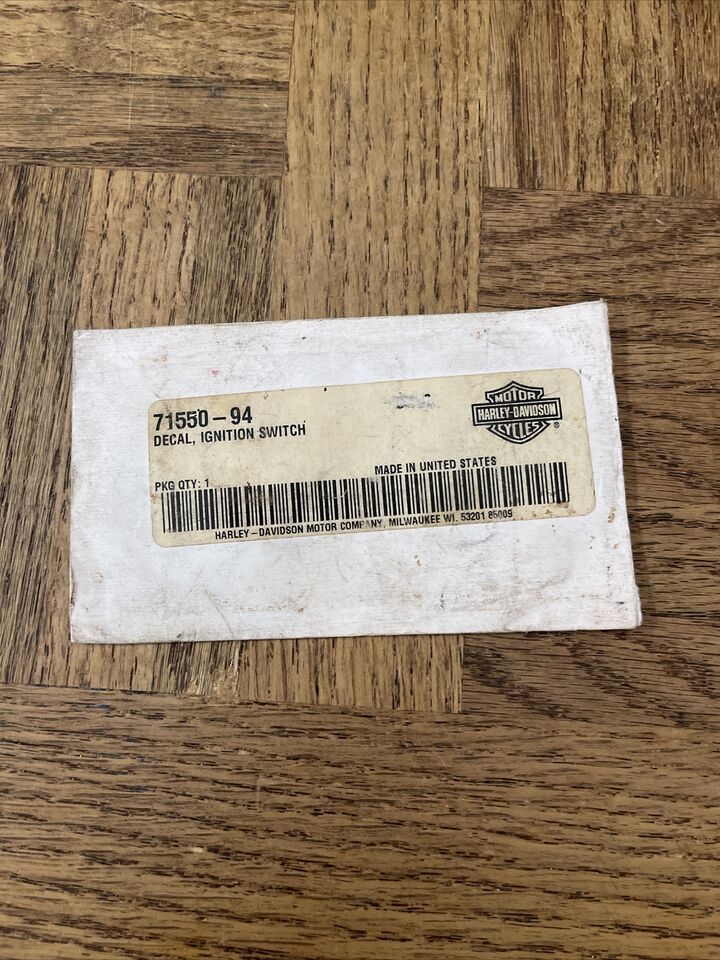 71550-94
DECAL, IGNITION SWITCH
MOTOR
HARLEY-DAVIDSON
CYCLES®
MADE IN UNITED STATES
PKG QTY: 1
HARLEY-DAVIDSON MOTOR COMPANY, MILWAUKEE WI. 53201 85009